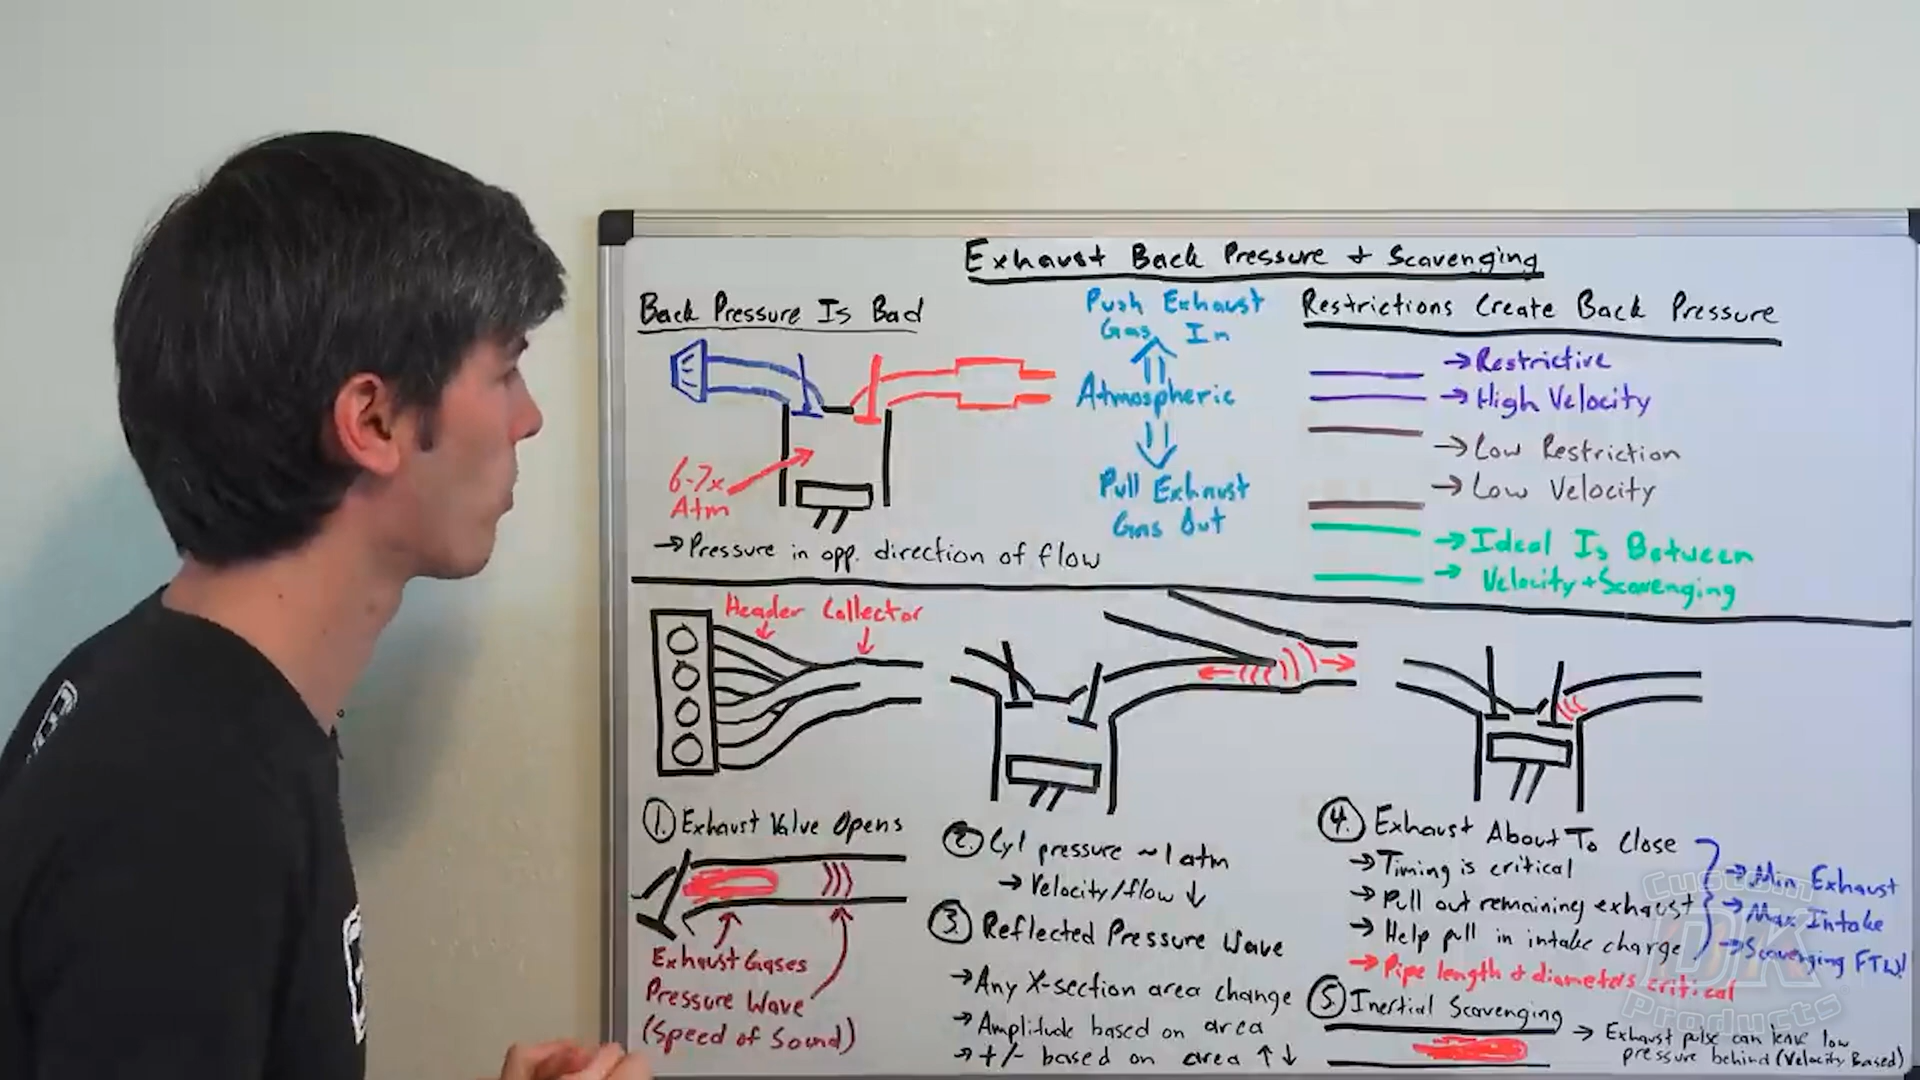 Exhaust Back Pressure + Scavenging
Back Pressure Is Bad
6-7x
Atm
→ Pressure in opp. direction of flow
Push Exhaust
Gas In
Atmospheric
Pull Exhaust
Gas Out
Restrictions Create Back Pressure
→ Restrictive
→ High Velocity
→ Low Restriction
→ Low Velocity
→ Ideal Is Between
→ Velocity + Scavenging
Header Collector
1. Exhaust Valve Opens
Exhaust Gases
Pressure Wave
(Speed of Sound)
2. Cyl pressure ~1 atm
→ Velocity/flow ↓
3. Reflected Pressure Wave
→ Any X-section area change
→ Amplitude based on area
→ +/- based on area ↑↓
4. Exhaust About To Close
→ Timing is critical
→ Pull out remaining exhaust
→ Help pull in intake charge
→ Pipe length & diameters critical
→ Min Exhaust
→ Max Intake
→ Scavenging FTW!
5. Inertial Scavenging
→ Exhaust pulse can leave low
pressure behind (Velocity Based)
Custom
DK
Products